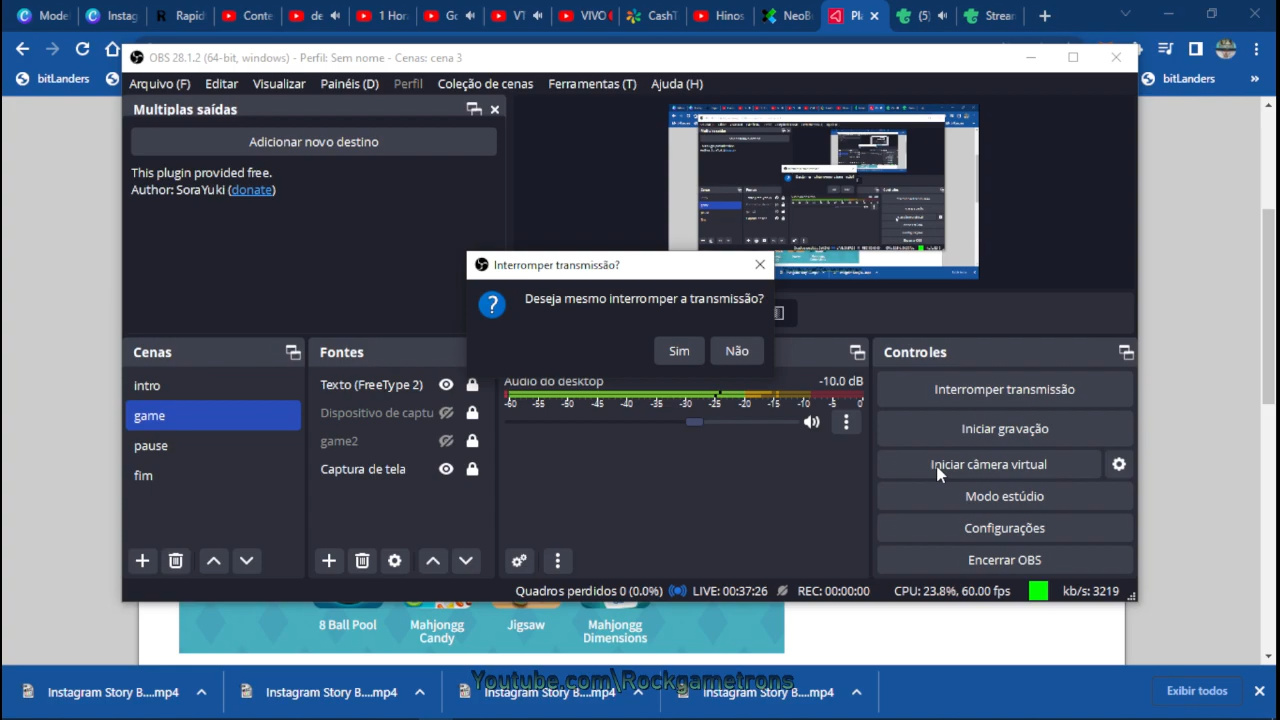 Mode
Instag
Rapid
Conte
de
1 Hor
Go
VT
VIVO
CashT
Hinos
NeoB
Pla
(5)
Strear
bitLanders
bitLanders
»
OBS 28.1.2 (64-bit, windows) - Perfil: Sem nome - Cenas: cena 3
Arquivo (F) Editar Visualizar Painéis (D) Perfil Coleção de cenas Ferramentas (T) Ajuda (H)
Multiplas saídas
Adicionar novo destino
This plugin provided free.
Author: SoraYuki (donate)
Interromper transmissão?
Deseja mesmo interromper a transmissão?
Sim Não
Cenas
intro
game
pause
fim
Fontes
Texto (FreeType 2)
Dispositivo de captu
game2
Captura de tela
Áudio do desktop -10.0 dB
-60 -55 -50 -45 -40 -35 -30 -25 -20 -15 -10 -5 0
Controles
Interromper transmissão
Iniciar gravação
Iniciar câmera virtual
Modo estúdio
Configurações
Encerrar OBS
Quadros perdidos 0 (0.0%) LIVE: 00:37:26 REC: 00:00:00 CPU: 23.8%, 60.00 fps kb/s: 3219
8 Ball Pool
Mahjongg
Candy
Jigsaw
Mahjongg
Dimensions
Youtube.com\Rockgametrons
Instagram Story B....mp4
Instagram Story B....mp4
Instagram Story B....mp4
Instagram Story B....mp4
Exibir todos